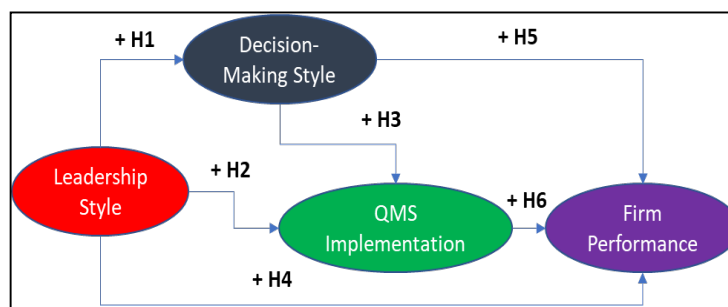 + H1
Decision-
Making Style
+ H5
+ H3
Leadership
Style
+ H2
QMS
Implementation
+ H6
Firm
Performance
+ H4